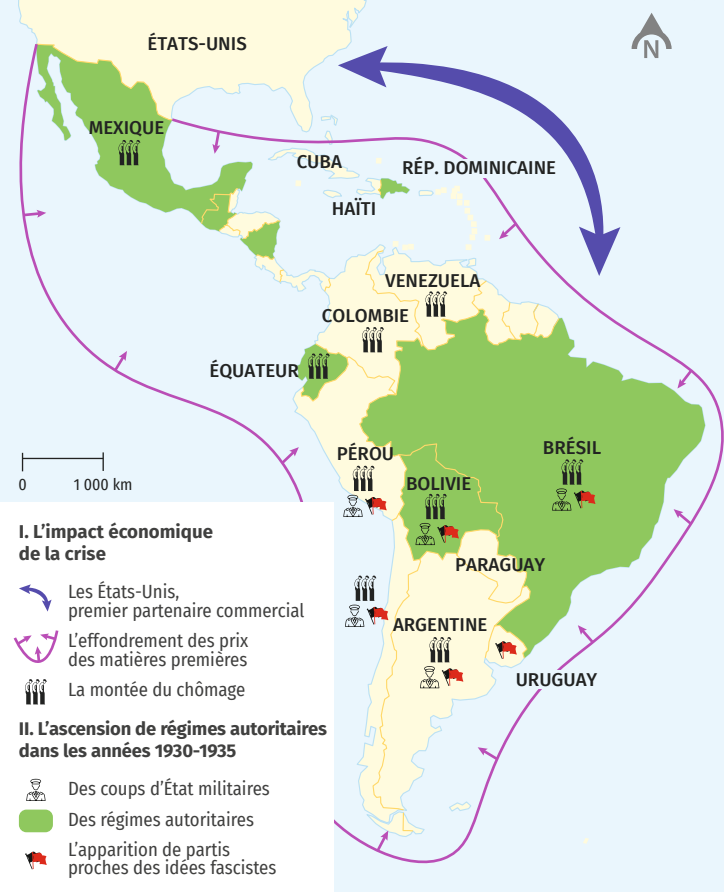 ÉTATS-UNIS
N
MEXIQUE
CUBA
RÉP. DOMINICAINE
HAÏTI
VENEZUELA
COLOMBIE
ÉQUATEUR
PÉROU
BRÉSIL
BOLIVIE
0 1 000 km
PARAGUAY
ARGENTINE
URUGUAY
I. L'impact économique
de la crise
Les États-Unis,
premier partenaire commercial
L'effondrement des prix
des matières premières
La montée du chômage
II. L'ascension de régimes autoritaires
dans les années 1930-1935
Des coups d'État militaires
Des régimes autoritaires
L'apparition de partis
proches des idées fascistes